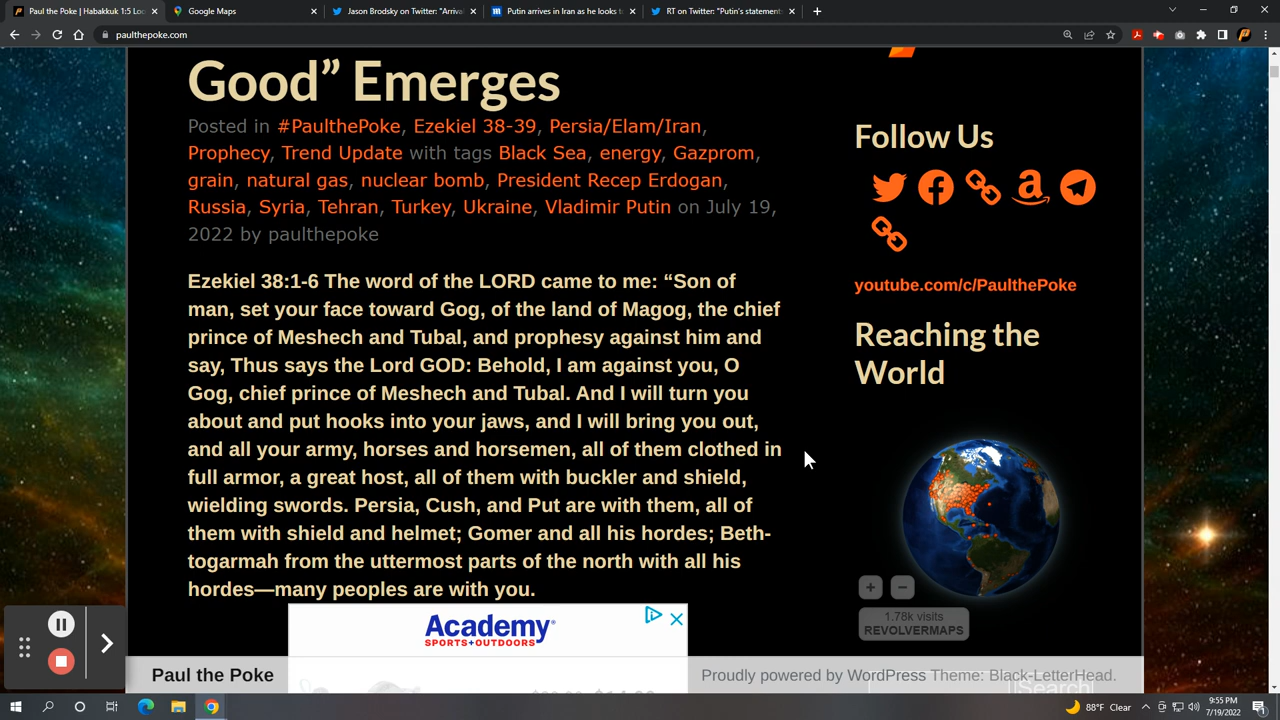 Paul the Poke | Habakkuk 1:5 Loo
Google Maps
Jason Brodsky on Twitter: "Arriva
Putin arrives in Iran as he looks t
RT on Twitter: "Putin's statement
paulthepoke.com
Good” Emerges
Posted in #PaulthePoke, Ezekiel 38-39, Persia/Elam/Iran,
Prophecy, Trend Update with tags Black Sea, energy, Gazprom,
grain, natural gas, nuclear bomb, President Recep Erdogan,
Russia, Syria, Tehran, Turkey, Ukraine, Vladimir Putin on July 19,
2022 by paulthepoke
Ezekiel 38:1-6 The word of the LORD came to me: “Son of
man, set your face toward Gog, of the land of Magog, the chief
prince of Meshech and Tubal, and prophesy against him and
say, Thus says the Lord GOD: Behold, I am against you, O
Gog, chief prince of Meshech and Tubal. And I will turn you
about and put hooks into your jaws, and I will bring you out,
and all your army, horses and horsemen, all of them clothed in
full armor, a great host, all of them with buckler and shield,
wielding swords. Persia, Cush, and Put are with them, all of
them with shield and helmet; Gomer and all his hordes; Beth-
togarmah from the uttermost parts of the north with all his
hordes—many peoples are with you.
Follow Us
youtube.com/c/PaulthePoke
Reaching the
World
+ −
1.78k visits
REVOLVERMAPS
Academy
SPORTS+OUTDOORS
Paul the Poke
Proudly powered by WordPress Theme: Black-LetterHead.
Search
88°F Clear
9:55 PM
7/19/2022